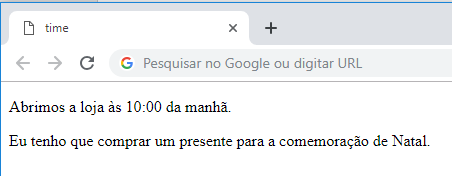 time
Pesquisar no Google ou digitar URL
Abrimos a loja às 10:00 da manhã.
Eu tenho que comprar um presente para a comemoração de Natal.